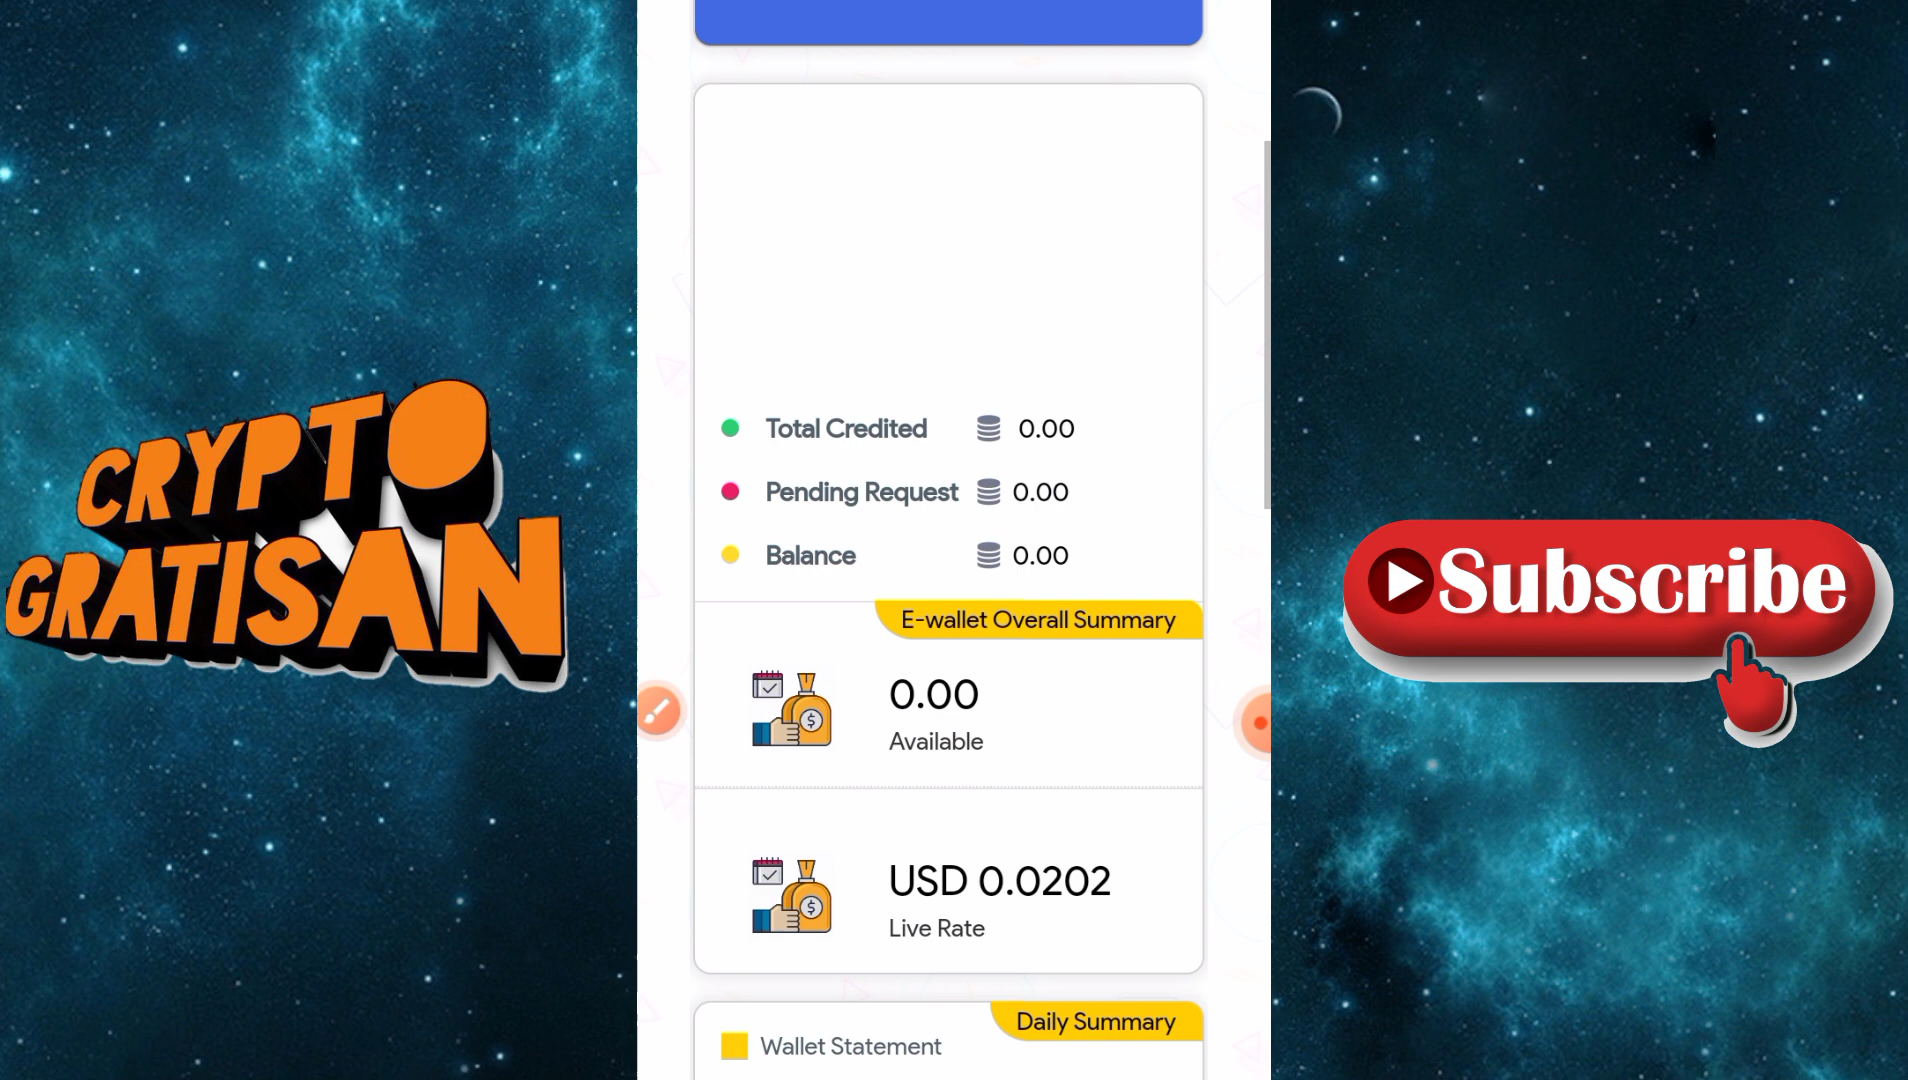 CRYPTO
GRATISAN
Total Credited 0.00
Pending Request 0.00
Balance 0.00
E-wallet Overall Summary
0.00
Available
USD 0.0202
Live Rate
Daily Summary
Wallet Statement
Subscribe